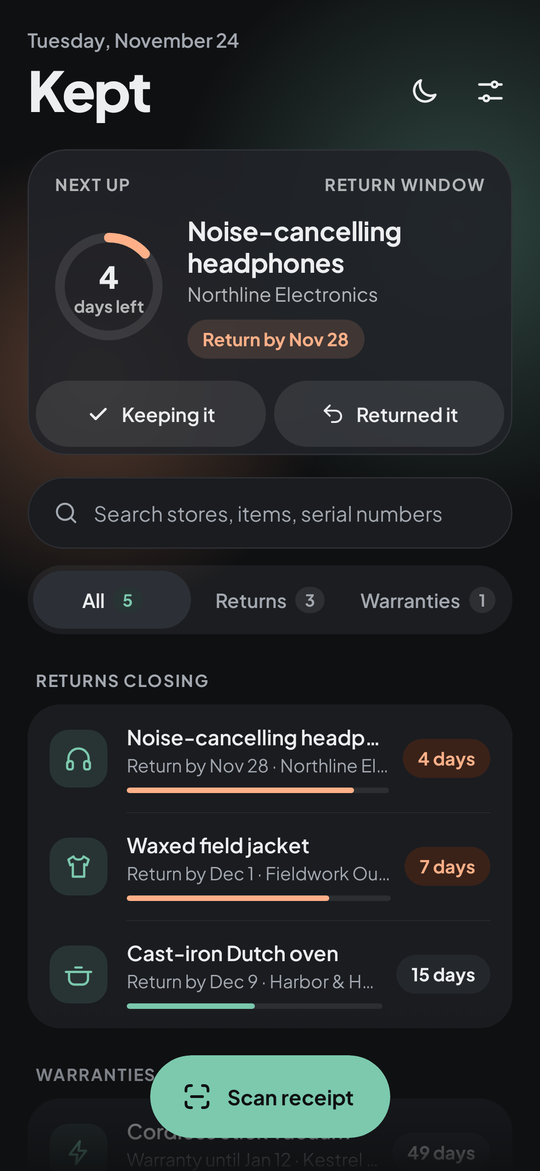 Tuesday, November 24
Kept
NEXT UP
RETURN WINDOW
4
days left
Noise-cancelling
headphones
Northline Electronics
Return by Nov 28
Keeping it
Returned it
Search stores, items, serial numbers
All 5
Returns 3
Warranties 1
RETURNS CLOSING
Noise-cancelling headp...
Return by Nov 28 · Northline El...
4 days
Waxed field jacket
Return by Dec 1 · Fieldwork Ou...
7 days
Cast-iron Dutch oven
Return by Dec 9 · Harbor & H...
15 days
WARRANTIES
Scan receipt
Warranty until Jan 12 · Kestrel ...
49 days